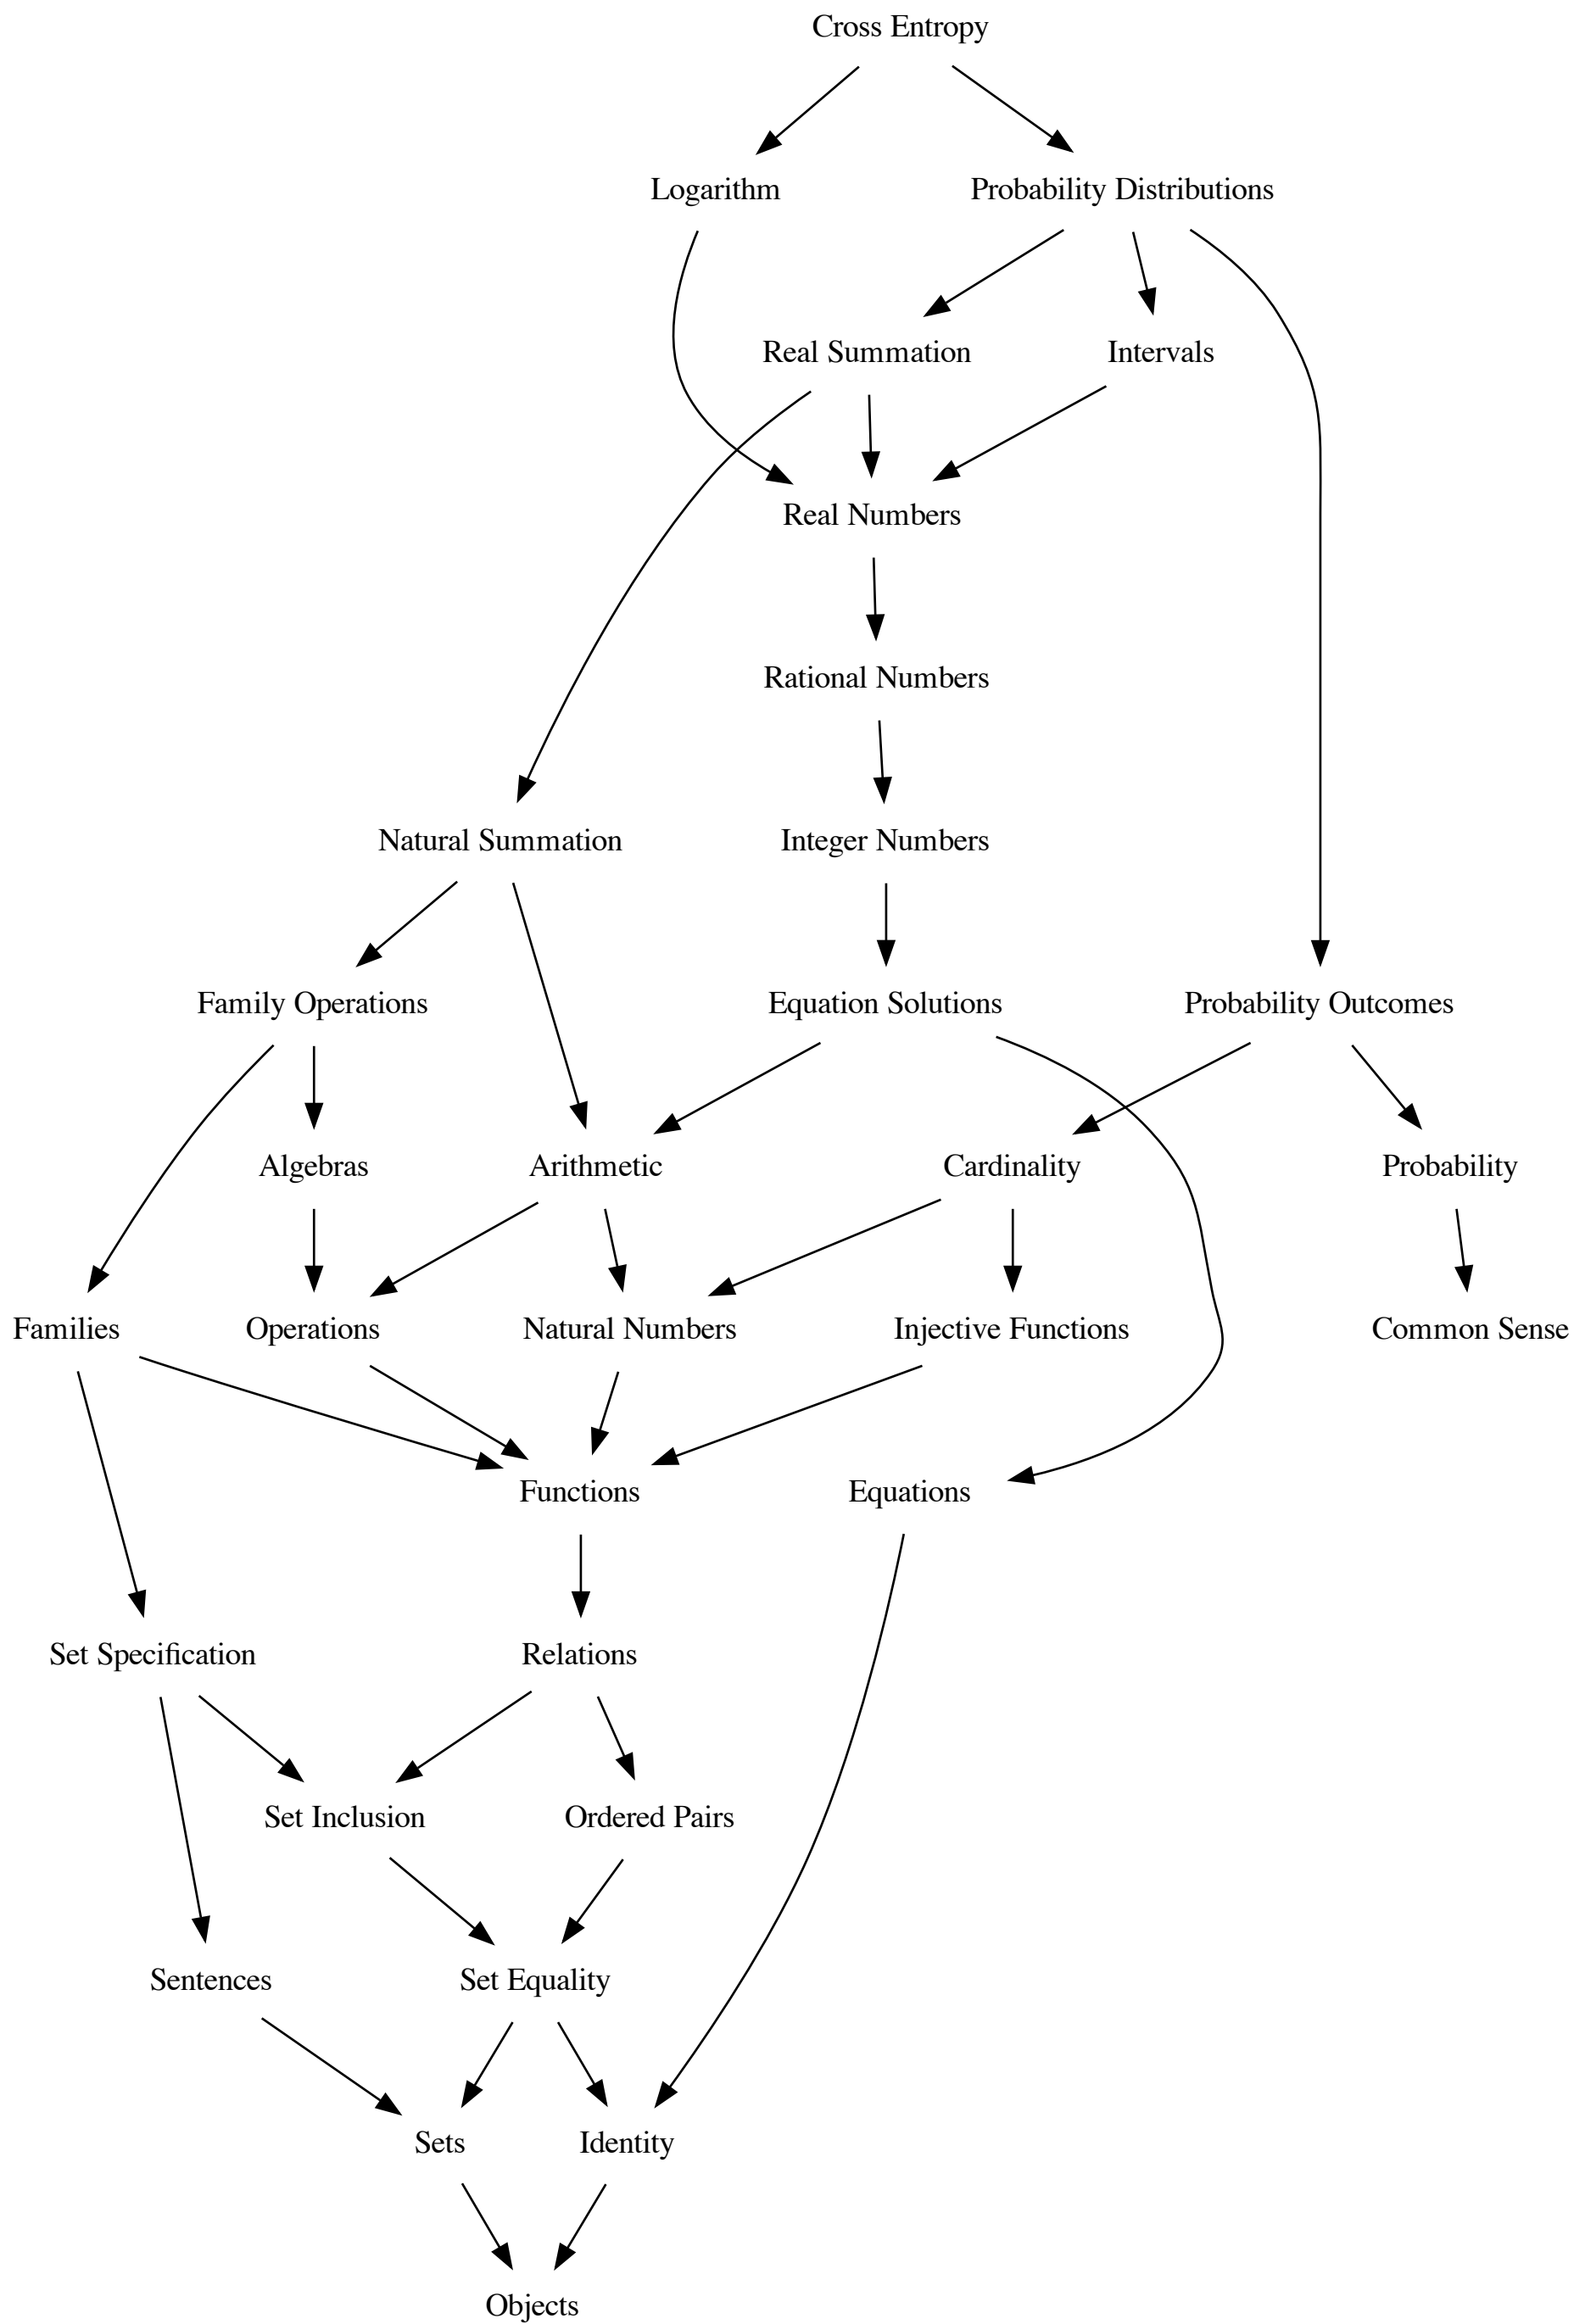 Cross Entropy
Logarithm
Probability Distributions
Real Summation
Intervals
Real Numbers
Rational Numbers
Natural Summation
Integer Numbers
Family Operations
Equation Solutions
Probability Outcomes
Algebras
Arithmetic
Cardinality
Probability
Families
Operations
Natural Numbers
Injective Functions
Common Sense
Functions
Equations
Set Specification
Relations
Set Inclusion
Ordered Pairs
Sentences
Set Equality
Sets
Identity
Objects